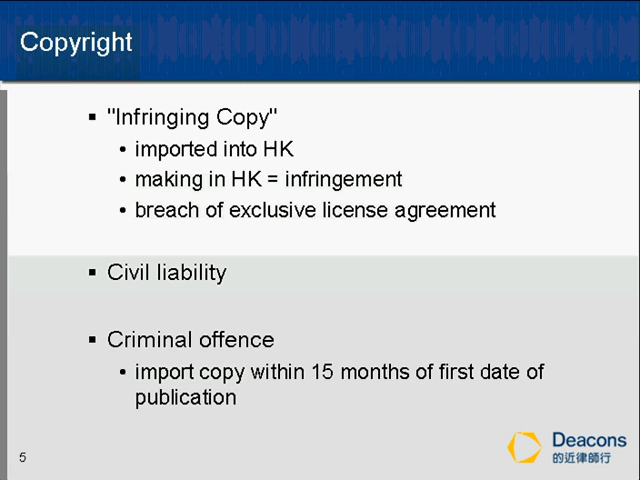 Copyright
▪ "Infringing Copy"
• imported into HK
• making in HK = infringement
• breach of exclusive license agreement
▪ Civil liability
▪ Criminal offence
• import copy within 15 months of first date of
publication
5
Deacons
的近律師行